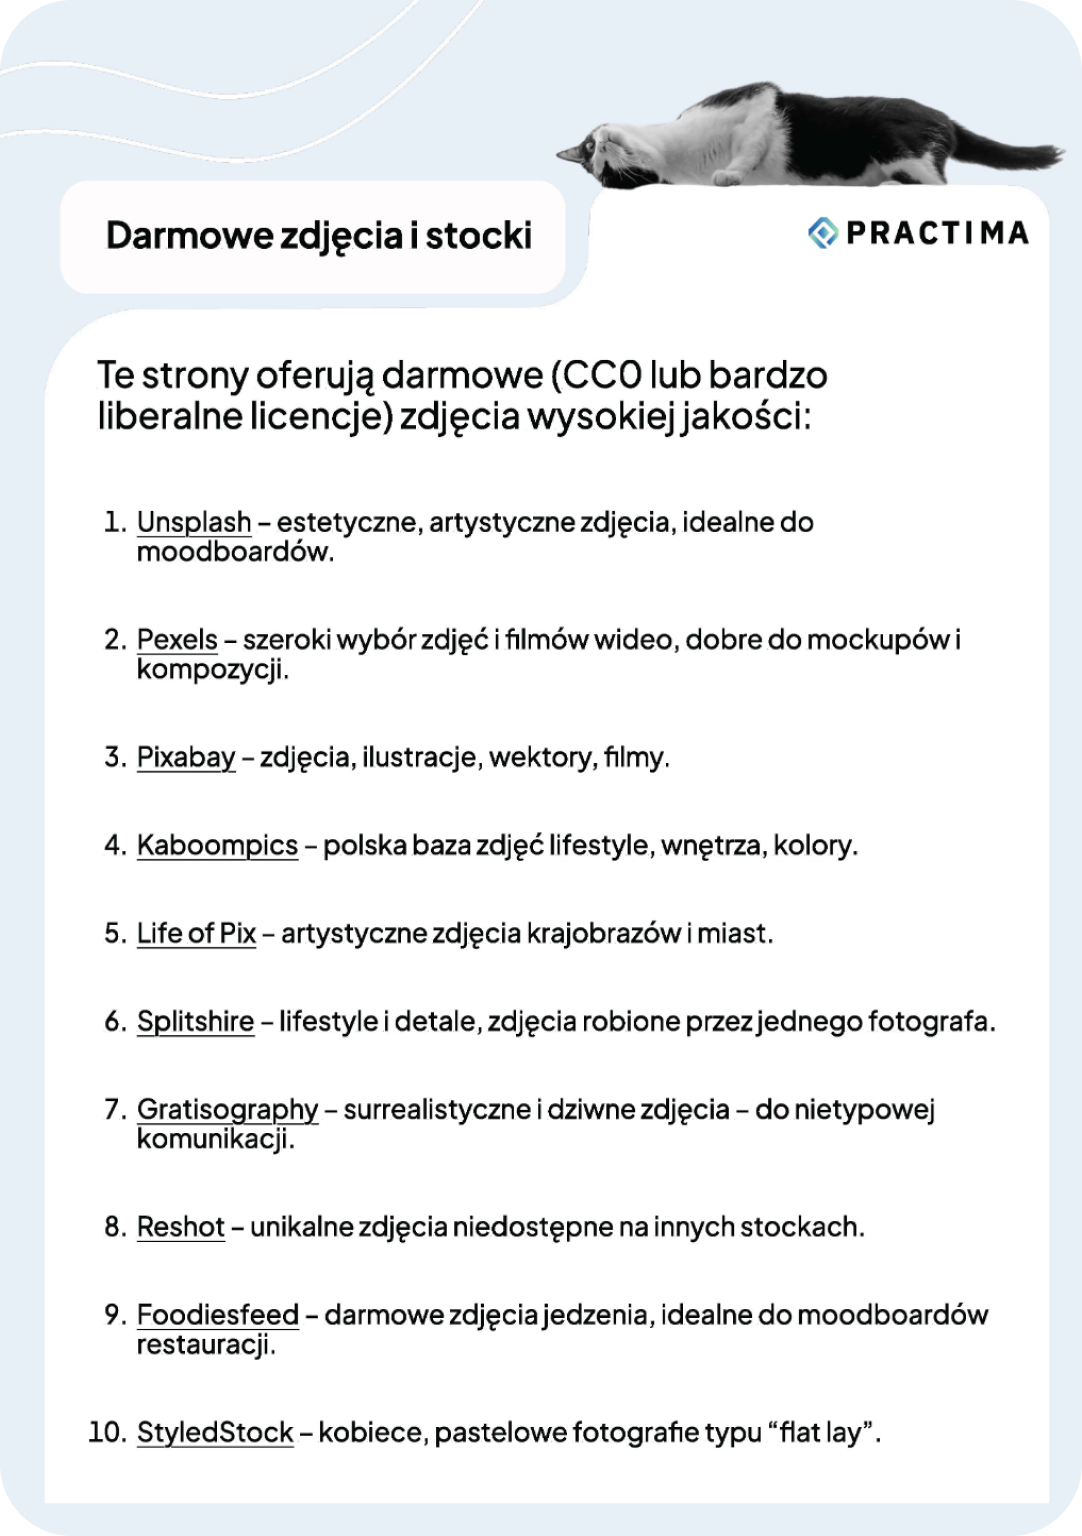 Darmowe zdjęcia i stocki
PRACTIMA
Te strony oferują darmowe (CC0 lub bardzo
liberalne licencje) zdjęcia wysokiej jakości:
1. Unsplash – estetyczne, artystyczne zdjęcia, idealne do
moodboardów.
2. Pexels – szeroki wybór zdjęć i filmów wideo, dobre do mockupów i
kompozycji.
3. Pixabay – zdjęcia, ilustracje, wektory, filmy.
4. Kaboompics – polska baza zdjęć lifestyle, wnętrza, kolory.
5. Life of Pix – artystyczne zdjęcia krajobrazów i miast.
6. Splitshire – lifestyle i detale, zdjęcia robione przez jednego fotografa.
7. Gratisography – surrealistyczne i dziwne zdjęcia – do nietypowej
komunikacji.
8. Reshot – unikalne zdjęcia niedostępne na innych stockach.
9. Foodiesfeed – darmowe zdjęcia jedzenia, idealne do moodboardów
restauracji.
10. StyledStock – kobiece, pastelowe fotografie typu “flat lay”.